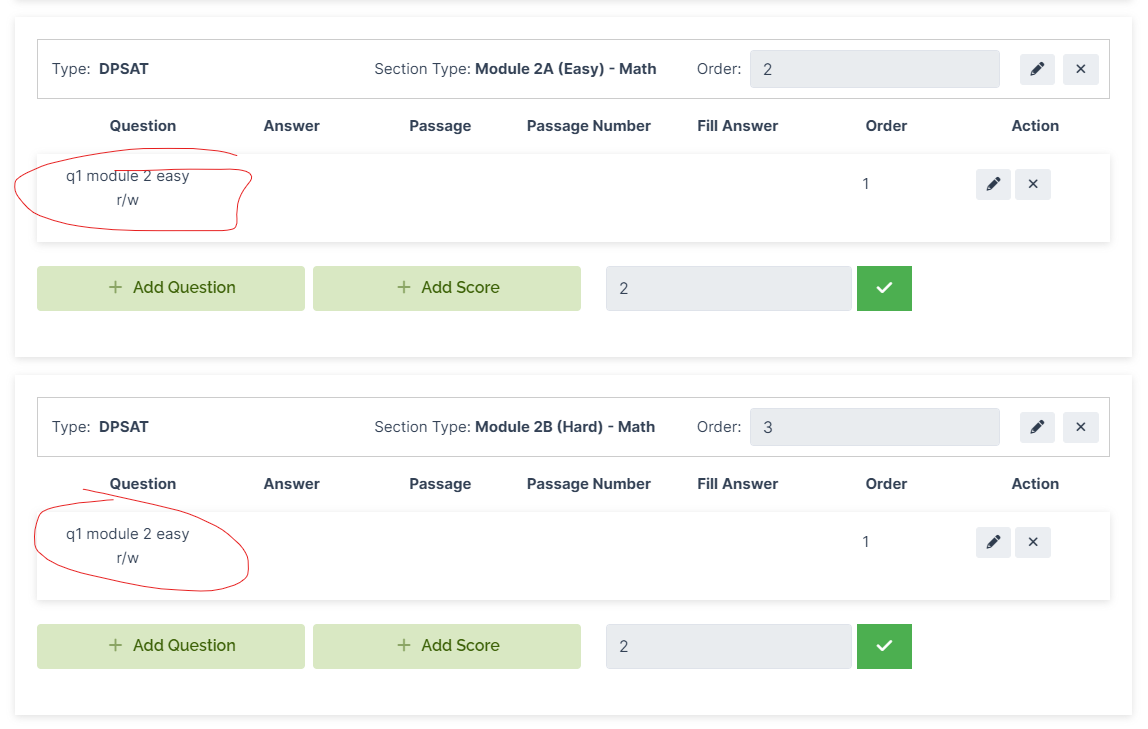 Type: DPSAT Section Type: Module 2A (Easy) - Math Order: 2
Question Answer Passage Passage Number Fill Answer Order Action
q1 module 2 easy 1
r/w
+ Add Question + Add Score 2
Type: DPSAT Section Type: Module 2B (Hard) - Math Order: 3
Question Answer Passage Passage Number Fill Answer Order Action
q1 module 2 easy 1
r/w
+ Add Question + Add Score 2